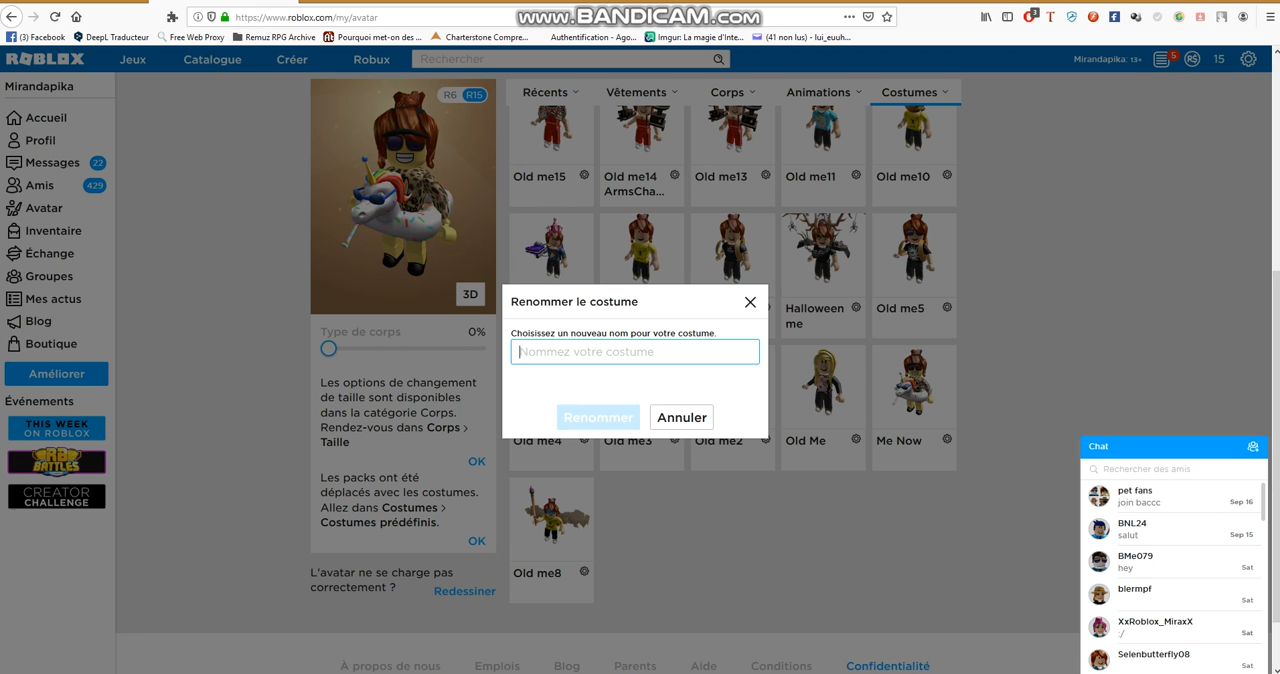 https://www.roblox.com/my/avatar
www.BANDICAM.com
(3) Facebook
DeepL Traducteur
Free Web Proxy
Remuz RPG Archive
Pourquoi met-on des ...
Charterstone Compre...
Authentification - Ago...
Imgur: La magie d'Inte...
(41 non lus) - lui_euuh...
ROBLOX
Jeux
Catalogue
Créer
Robux
Rechercher
Mirandapika: 13+
5
15
Mirandapika
Accueil
Profil
Messages 22
Amis 429
Avatar
Inventaire
Échange
Groupes
Mes actus
Blog
Boutique
Améliorer
Événements
THIS WEEK
ON ROBLOX
RB
BATTLES
CREATOR
CHALLENGE
R6 R15
3D
Type de corps 0%
Les options de changement
de taille sont disponibles
dans la catégorie Corps.
Rendez-vous dans Corps >
Taille
OK
Les packs ont été
déplacés avec les costumes.
Allez dans Costumes >
Costumes prédéfinis.
OK
L'avatar ne se charge pas
correctement ?
Redessiner
Récents
Vêtements
Corps
Animations
Costumes
Old me15
Old me14
ArmsCha...
Old me13
Old me11
Old me10
Halloween
me
Old me5
Renommer le costume
Choisissez un nouveau nom pour votre costume.
Nommez votre costume
Renommer
Annuler
Old me4
Old me3
Old me2
Old Me
Me Now
Old me8
Chat
Rechercher des amis
pet fans
join baccc
Sep 16
BNL24
salut
Sep 15
BMe079
hey
Sat
blermpf
Sat
XxRoblox_MiraxX
:/
Sat
Selenbutterfly08
Sat
À propos de nous
Emplois
Blog
Parents
Aide
Conditions
Confidentialité